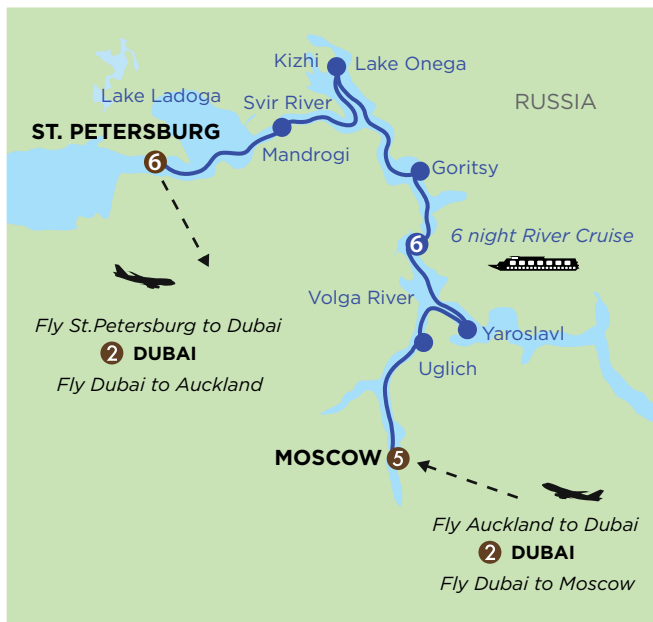 Kizhi
Lake Onega
Lake Ladoga
Svir River
RUSSIA
ST. PETERSBURG
6
Mandrogi
Goritsy
6
6 night River Cruise
Volga River
Fly St.Petersburg to Dubai
2 DUBAI
Fly Dubai to Auckland
Yaroslavl
Uglich
MOSCOW 5
Fly Auckland to Dubai
2 DUBAI
Fly Dubai to Moscow